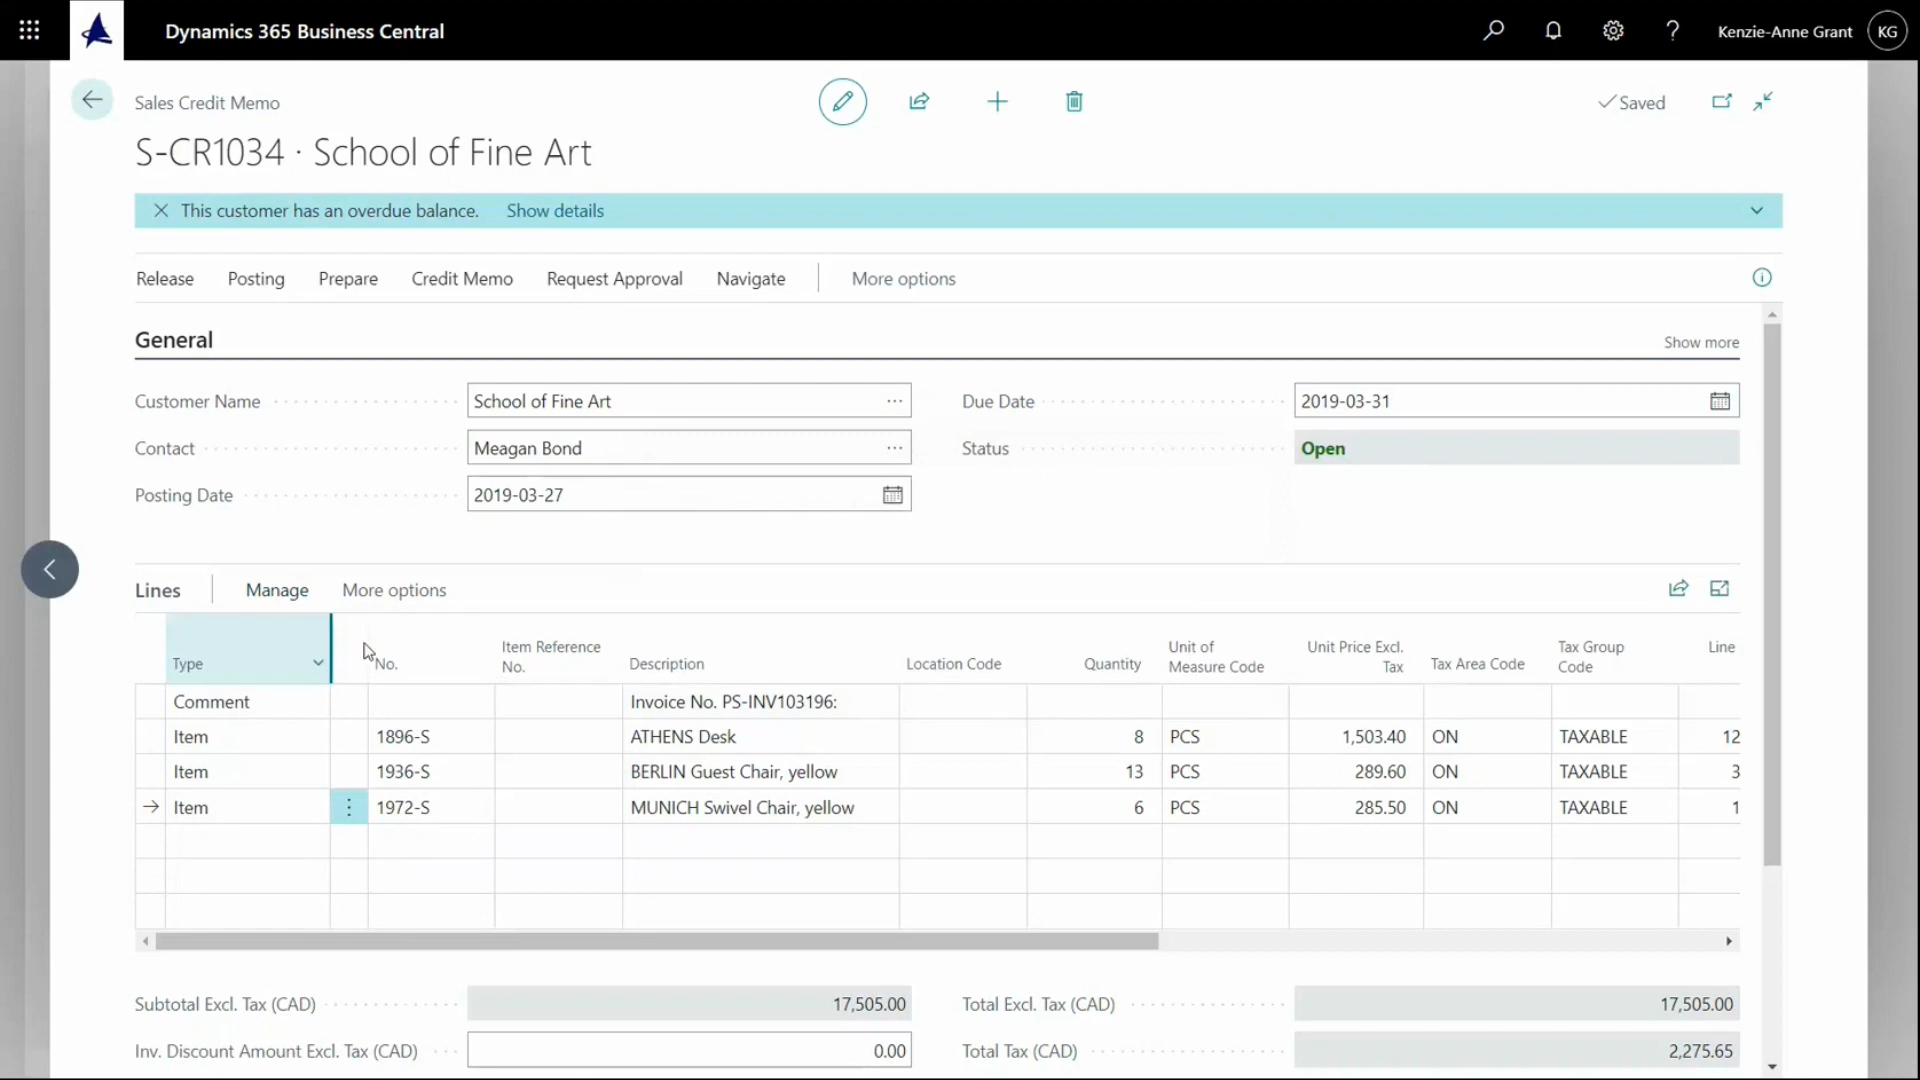 Dynamics 365 Business Central
Kenzie-Anne Grant
KG
Sales Credit Memo
Saved
S-CR1034 · School of Fine Art
This customer has an overdue balance. Show details
Release Posting Prepare Credit Memo Request Approval Navigate More options
General
Show more
Customer Name School of Fine Art
Due Date 2019-03-31
Contact Meagan Bond
Status Open
Posting Date 2019-03-27
Lines Manage More options
Type No. Item Reference No. Description Location Code Quantity Unit of Measure Code Unit Price Excl. Tax Tax Area Code Tax Group Code Line
Comment Invoice No. PS-INV103196:
Item 1896-S ATHENS Desk 8 PCS 1,503.40 ON TAXABLE 12
Item 1936-S BERLIN Guest Chair, yellow 13 PCS 289.60 ON TAXABLE 3
Item 1972-S MUNICH Swivel Chair, yellow 6 PCS 285.50 ON TAXABLE 1
Subtotal Excl. Tax (CAD) 17,505.00
Total Excl. Tax (CAD) 17,505.00
Inv. Discount Amount Excl. Tax (CAD) 0.00
Total Tax (CAD) 2,275.65